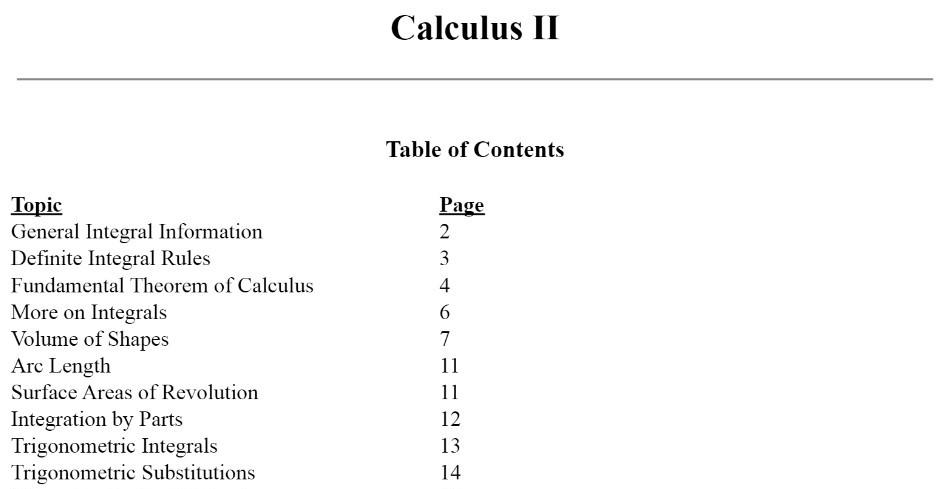 Calculus II
Table of Contents
Topic Page
General Integral Information 2
Definite Integral Rules 3
Fundamental Theorem of Calculus 4
More on Integrals 6
Volume of Shapes 7
Arc Length 11
Surface Areas of Revolution 11
Integration by Parts 12
Trigonometric Integrals 13
Trigonometric Substitutions 14